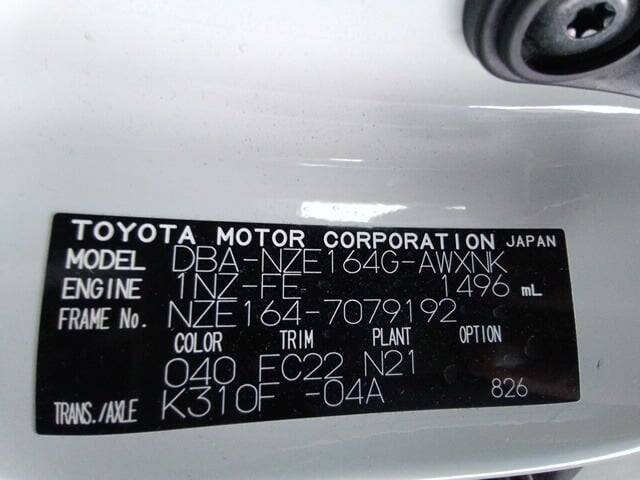 TOYOTA MOTOR CORPORATION JAPAN
MODEL DBA-NZE164G-AWXNK
ENGINE 1NZ-FE 1496 mL
FRAME No. NZE164-7079192
COLOR TRIM PLANT OPTION
040 FC22 N21
TRANS./AXLE K310F -04A 826